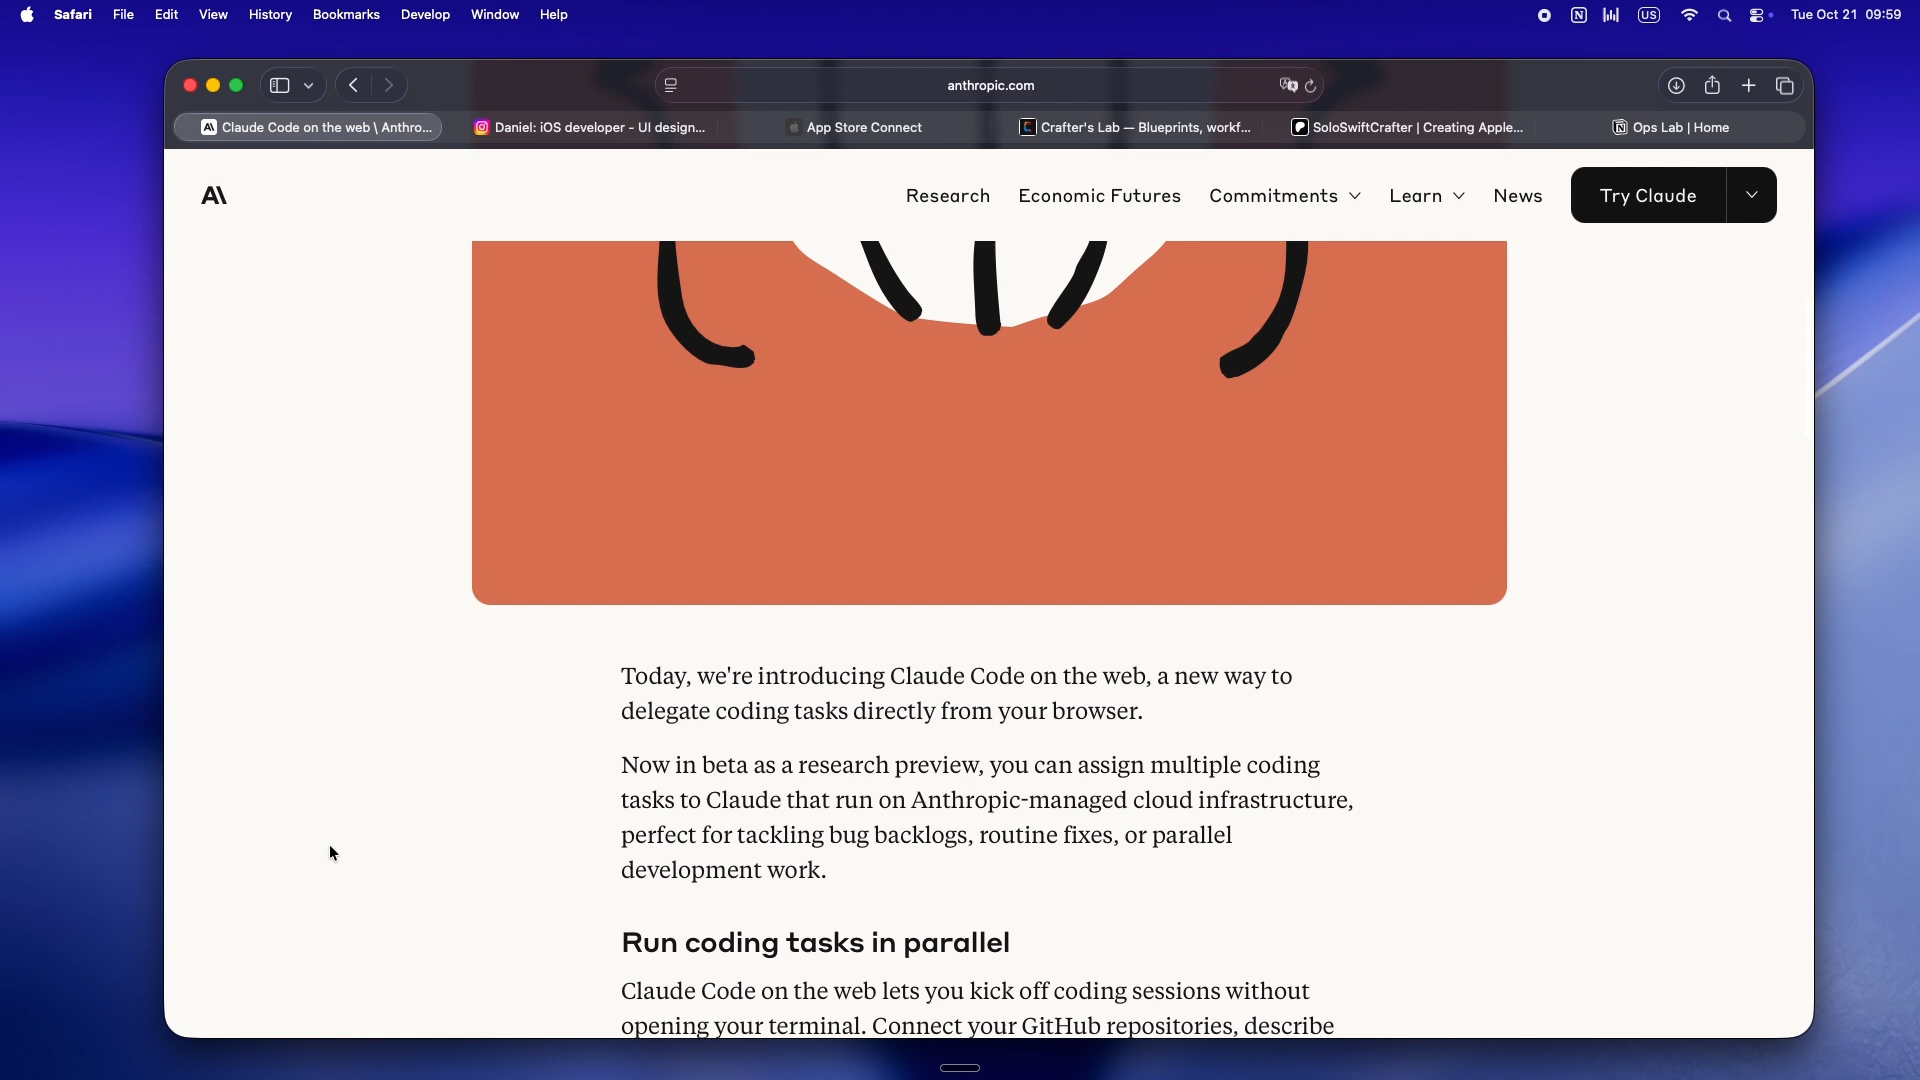 Safari File Edit View History Bookmarks Develop Window Help
US
Tue Oct 21 09:59
anthropic.com
Claude Code on the web \ Anthro...
Daniel: iOS developer - UI design...
App Store Connect
Crafter's Lab — Blueprints, workf...
SoloSwiftCrafter | Creating Apple...
Ops Lab | Home
Research Economic Futures Commitments Learn News Try Claude
Today, we're introducing Claude Code on the web, a new way to
delegate coding tasks directly from your browser.
Now in beta as a research preview, you can assign multiple coding
tasks to Claude that run on Anthropic-managed cloud infrastructure,
perfect for tackling bug backlogs, routine fixes, or parallel
development work.
Run coding tasks in parallel
Claude Code on the web lets you kick off coding sessions without
opening your terminal. Connect your GitHub repositories, describe